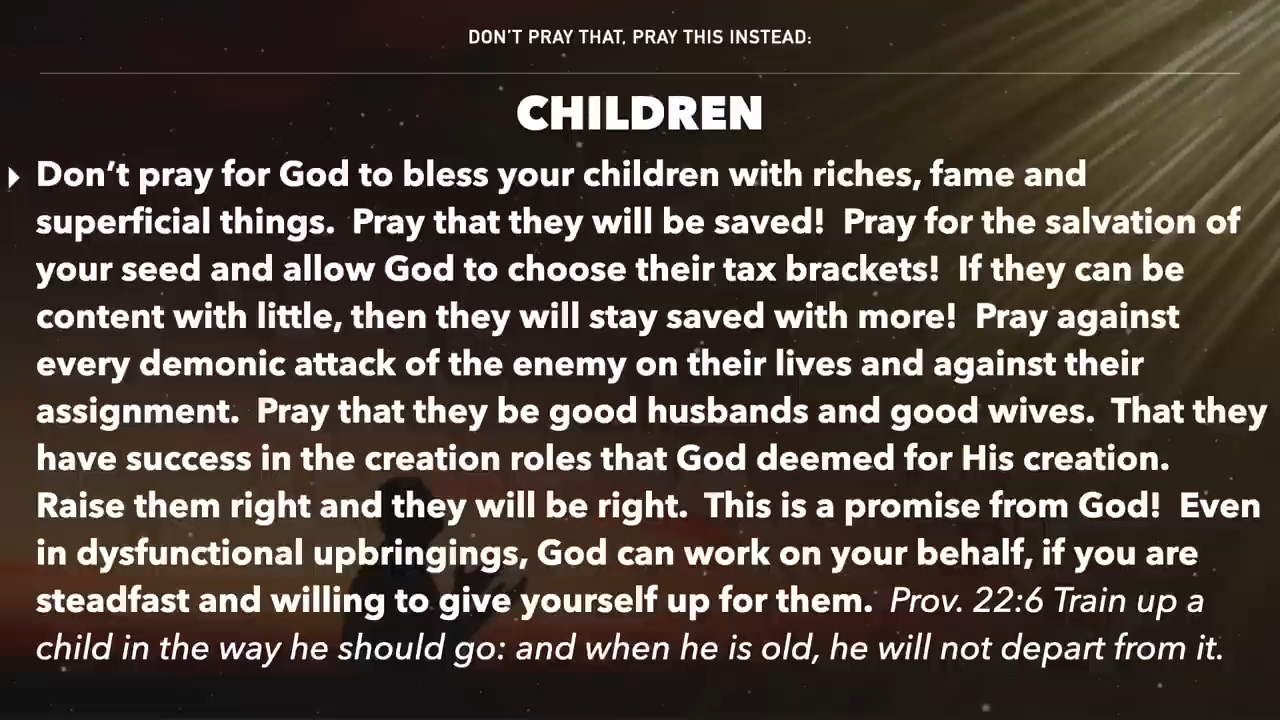 DON'T PRAY THAT, PRAY THIS INSTEAD:
CHILDREN
Don't pray for God to bless your children with riches, fame and
superficial things.  Pray that they will be saved!  Pray for the salvation of
your seed and allow God to choose their tax brackets!  If they can be
content with little, then they will stay saved with more!  Pray against
every demonic attack of the enemy on their lives and against their
assignment.  Pray that they be good husbands and good wives.  That they
have success in the creation roles that God deemed for His creation.
Raise them right and they will be right.  This is a promise from God!  Even
in dysfunctional upbringings, God can work on your behalf, if you are
steadfast and willing to give yourself up for them.  Prov. 22:6 Train up a
child in the way he should go: and when he is old, he will not depart from it.